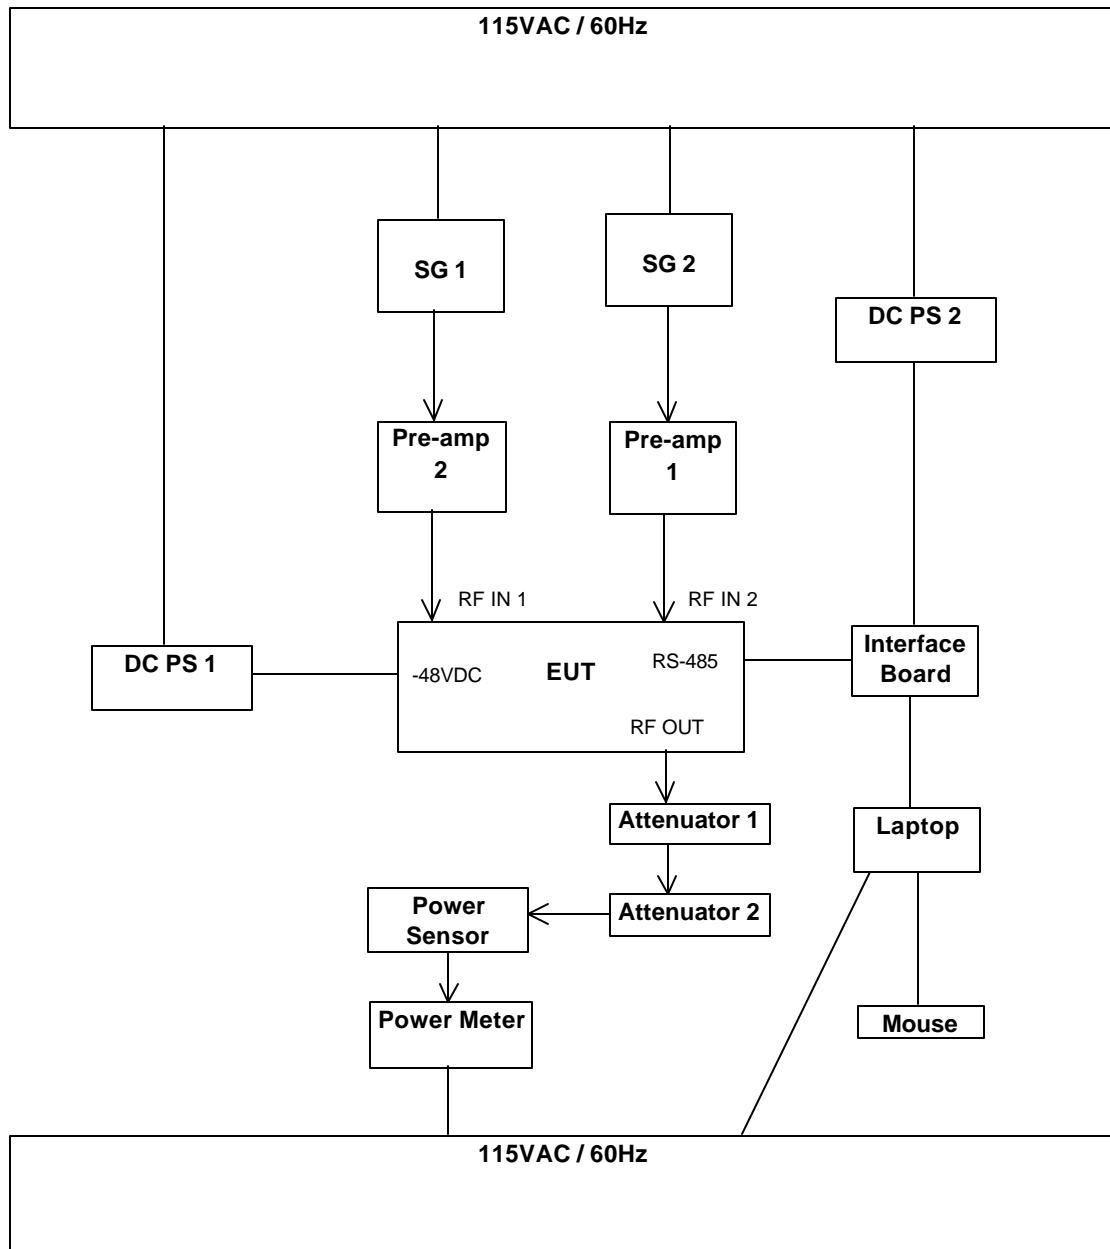 115VAC / 60Hz
SG 1
SG 2
DC PS 2
Pre-amp
2
Pre-amp
1
RF IN 1
RF IN 2
DC PS 1
-48VDC
EUT
RS-485
RF OUT
Interface
Board
Attenuator 1
Laptop
Power
Sensor
Attenuator 2
Power Meter
Mouse
115VAC / 60Hz